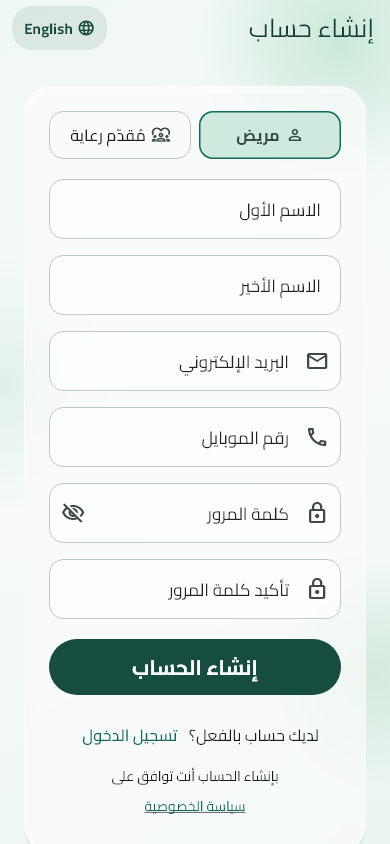 إنشاء حساب
English
مريض
مُقدّم رعاية
الاسم الأول
الاسم الأخير
البريد الإلكتروني
رقم الموبايل
كلمة المرور
تأكيد كلمة المرور
إنشاء الحساب
لديك حساب بالفعل؟ تسجيل الدخول
بإنشاء الحساب أنت توافق على
سياسة الخصوصية